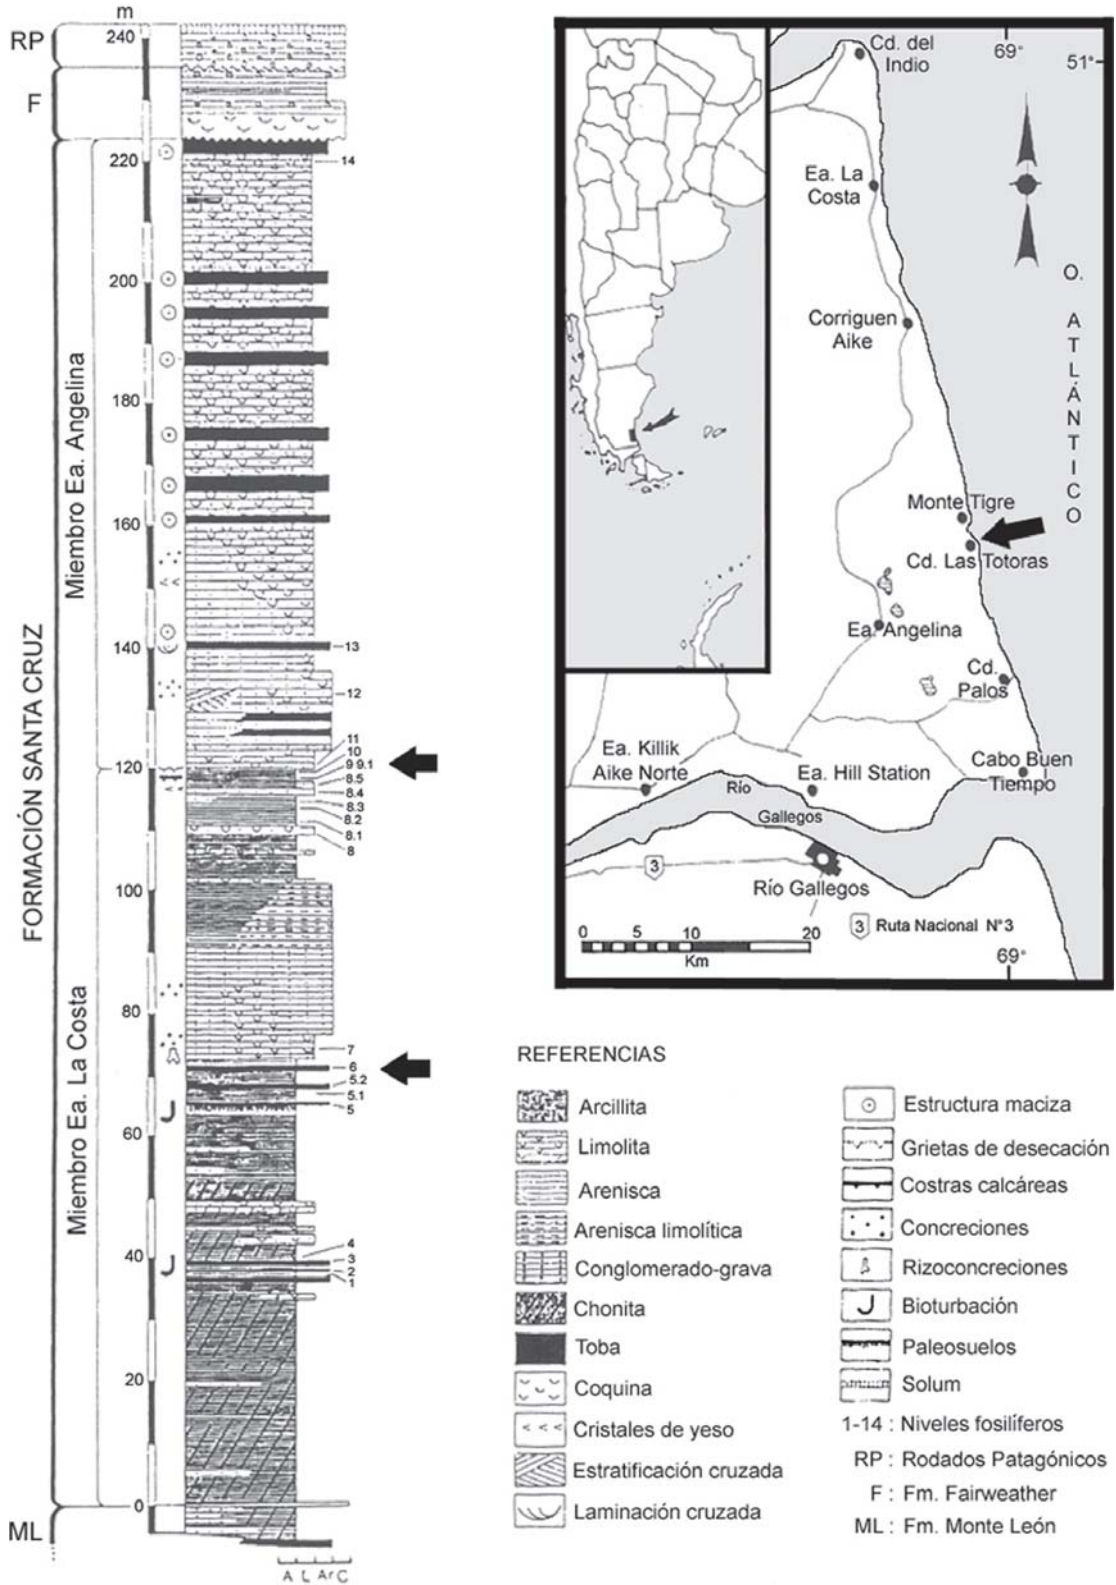 m
RP
240
F
220
14
200
180
160
Miembro Ea. Angelina
140
13
12
FORMACIÓN SANTA CRUZ
11
10
120
9 9.1
8.5
8.4
8.3
8.2
8.1
8
100
80
Miembro Ea. La Costa
7
6
5.2
5.1
5
60
4
40
3
2
1
20
0
ML
A L Ar C
Cd. del
Indio
69°
51°
Ea. La
Costa
O. ATLÁNTICO
Corriguen
Aike
Monte Tigre
Cd. Las Totoras
Ea. Angelina
Cd.
Palos
Ea. Killik
Aike Norte
Ea. Hill Station
Cabo Buen
Tiempo
Río
Gallegos
3
Río Gallegos
3 Ruta Nacional N°3
0 5 10 20
Km
69°
REFERENCIAS
Arcillita
Limolita
Arenisca
Arenisca limolítica
Conglomerado-grava
Chonita
Toba
Coquina
Cristales de yeso
Estratificación cruzada
Laminación cruzada
Estructura maciza
Grietas de desecación
Costras calcáreas
Concreciones
Rizoconcreciones
Bioturbación
Paleosuelos
Solum
1-14 : Niveles fosilíferos
RP : Rodados Patagónicos
F : Fm. Fairweather
ML : Fm. Monte León